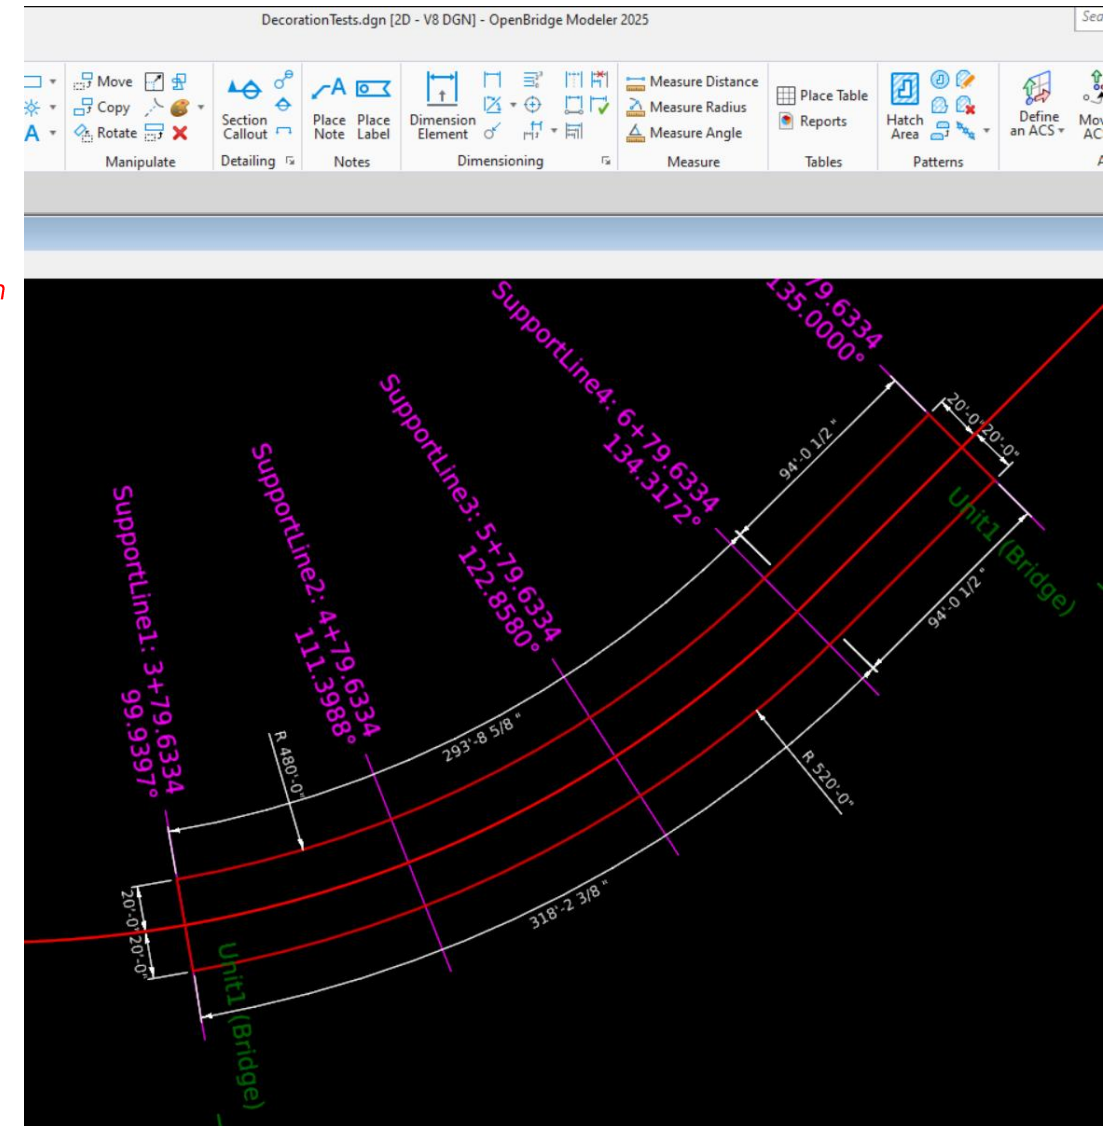 DecorationTests.dgn [2D - V8 DGN] - OpenBridge Modeler 2025
Move
Copy
Rotate
Manipulate
Section
Callout
Detailing
Place
Note
Place
Label
Notes
Dimension
Element
Dimensioning
Measure Distance
Measure Radius
Measure Angle
Measure
Place Table
Reports
Tables
Hatch
Area
Patterns
Define
an ACS
SupportLine1: 3+79.6334
99.9397°
SupportLine2: 4+79.6334
111.3988°
SupportLine3: 5+79.6334
122.8580°
SupportLine4: 6+79.6334
134.3172°
79.6334
135.0000°
94'-0 1/2 "
20'-0"
20'-0"
Unit1 (Bridge)
94'-0 1/2 "
293'-8 5/8 "
R 480'-0"
R 520'-0"
318'-2 3/8 "
20'-0"
20'-0"
Unit1 (Bridge)